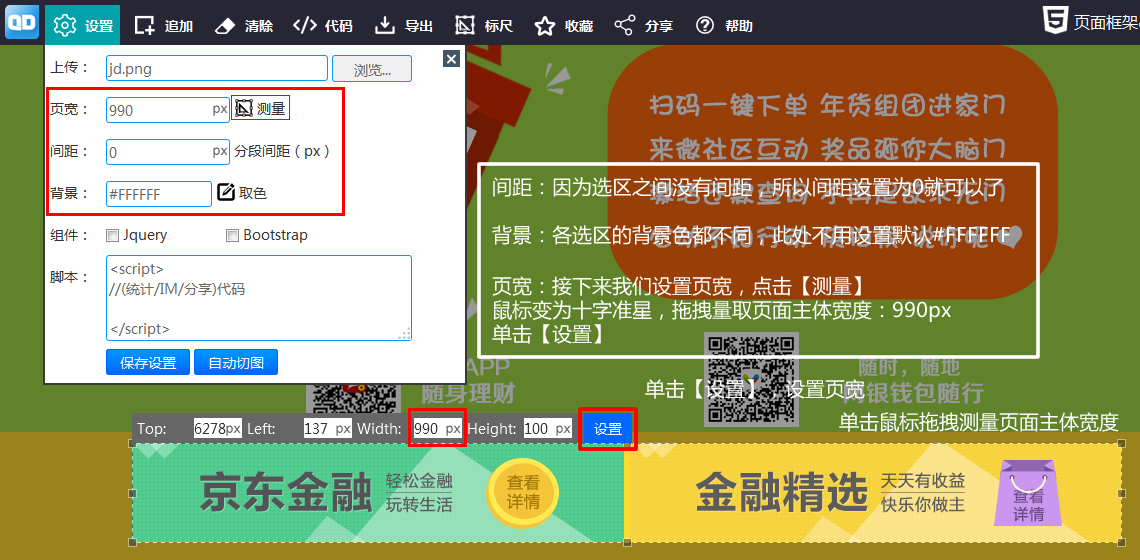 QD 设置 追加 清除 代码 导出 标尺 收藏 分享 帮助 5 页面框架
上传： jd.png 浏览...
页宽： 990 px 测量
间距： 0 px 分段间距（px）
背景： #FFFFFF 取色
组件： Jquery Bootstrap
脚本： <script>
//(统计/IM/分享)代码
</script>
保存设置 自动切图
扫码一键下单 年货组团进家门
来微社区互动 奖品砸你大脑门
间距：因为选区之间没有间距，所以间距设置为0就可以了
背景：各选区的背景色都不同，此处不用设置默认#FFFFFF
页宽：接下来我们设置页宽，点击【测量】
鼠标变为十字准星，拖拽量取页面主体宽度：990px
单击【设置】
APP
随身理财
随时，随地
网银钱包随行
单击【设置】，设置页宽
单击鼠标拖拽测量页面主体宽度
Top: 6278px Left: 137 px Width: 990 px Height: 100 px 设置
京东金融 轻松金融
玩转生活
查看
详情
金融精选 天天有收益
快乐你做主
查看
详情